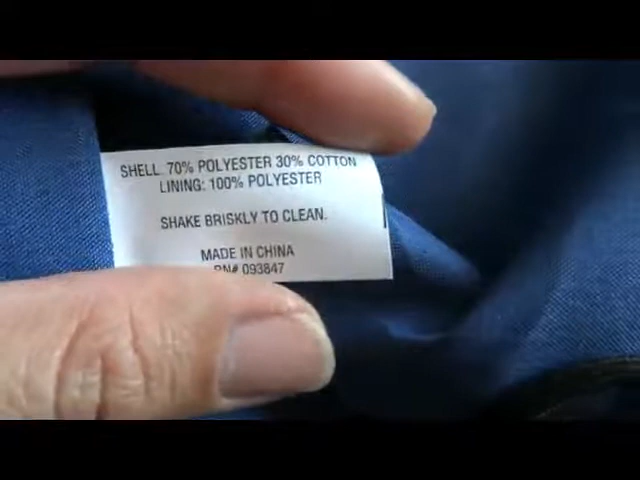 SHELL 70% POLYESTER 30% COTTON
LINING: 100% POLYESTER
SHAKE BRISKLY TO CLEAN.
MADE IN CHINA
RN# 093847